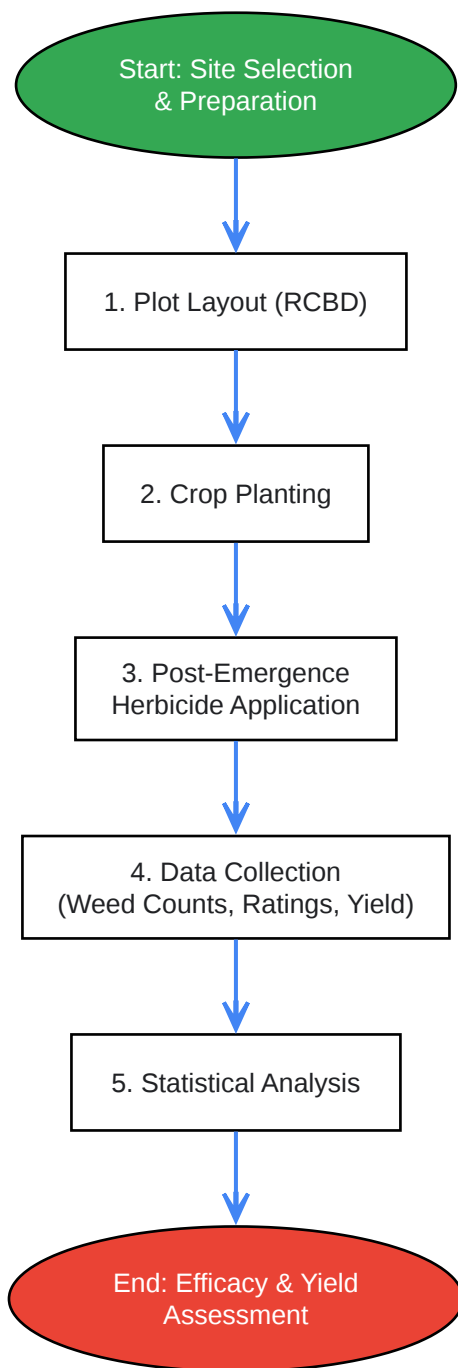 Start: Site Selection
& Preparation
1. Plot Layout (RCBD)
2. Crop Planting
3. Post-Emergence
Herbicide Application
4. Data Collection
(Weed Counts, Ratings, Yield)
5. Statistical Analysis
End: Efficacy & Yield
Assessment